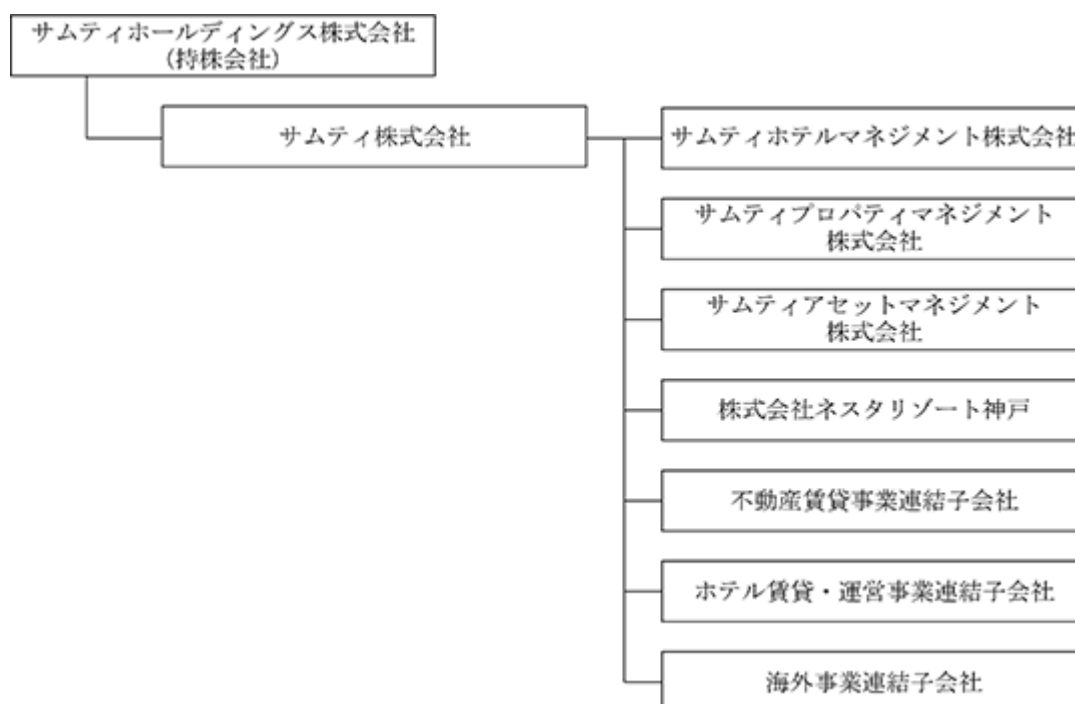 サムティホールディングス株式会社
(持株会社)
サムティ株式会社
サムティホテルマネジメント株式会社
サムティプロパティマネジメント
株式会社
サムティアセットマネジメント
株式会社
株式会社ネスタリゾート神戸
不動産賃貸事業連結子会社
ホテル賃貸・運営事業連結子会社
海外事業連結子会社